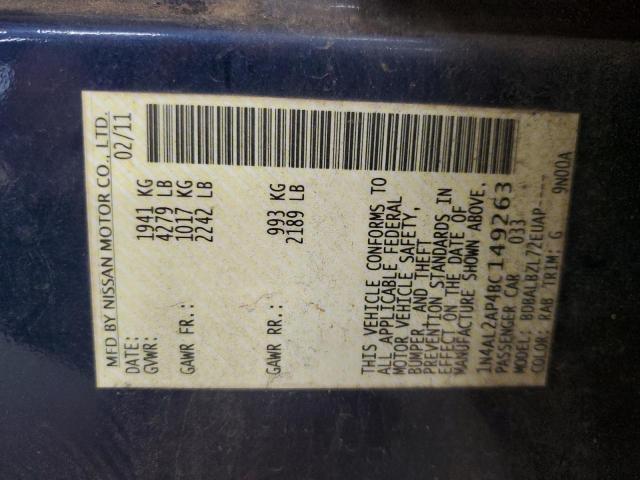 MFD BY NISSAN MOTOR CO., LTD.
DATE: 02/11
GVWR: 1941 KG
4279 LB
GAWR FR.: 1017 KG
2242 LB
GAWR RR.: 993 KG
2189 LB
THIS VEHICLE CONFORMS TO
ALL APPLICABLE FEDERAL
MOTOR VEHICLE SAFETY,
BUMPER, AND THEFT
PREVENTION STANDARDS IN
EFFECT ON THE DATE OF
MANUFACTURE SHOWN ABOVE.
1N4AL2AP4BC149263
PASSENGER CAR 033
MODEL: BDBALBZL72EUAP----
COLOR: RAB TRIM: G 9N00A